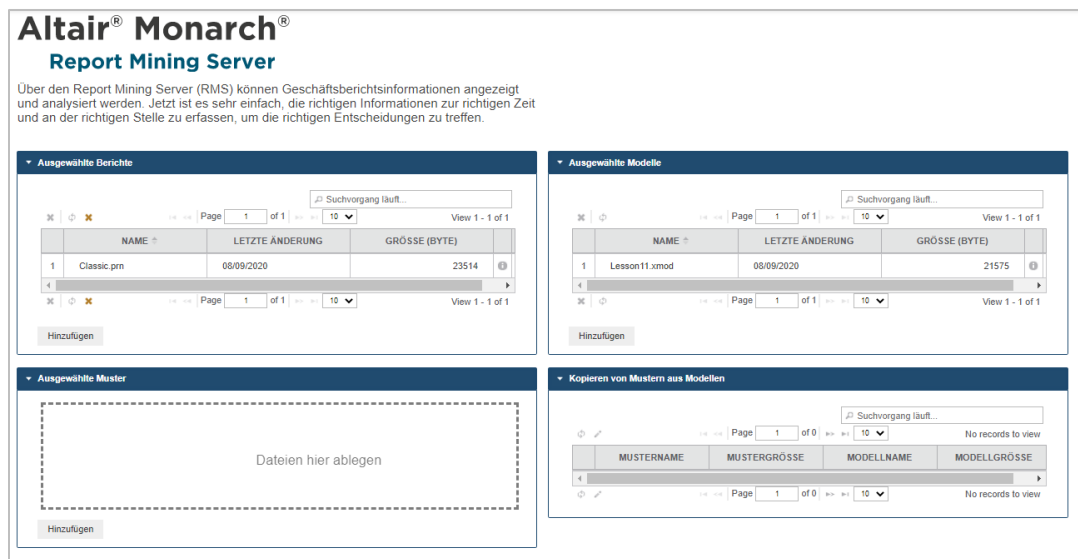 Altair® Monarch®
Report Mining Server
Über den Report Mining Server (RMS) können Geschäftsberichtsinformationen angezeigt
und analysiert werden. Jetzt ist es sehr einfach, die richtigen Informationen zur richtigen Zeit
und an der richtigen Stelle zu erfassen, um die richtigen Entscheidungen zu treffen.
Ausgewählte Berichte
Suchvorgang läuft...
Page 1 of 1 10 View 1 - 1 of 1
NAME LETZTE ÄNDERUNG GRÖSSE (BYTE)
1 Classic.prn 08/09/2020 23514
Page 1 of 1 10 View 1 - 1 of 1
Hinzufügen
Ausgewählte Modelle
Suchvorgang läuft...
Page 1 of 1 10 View 1 - 1 of 1
NAME LETZTE ÄNDERUNG GRÖSSE (BYTE)
1 Lesson11.xmod 08/09/2020 21575
Page 1 of 1 10 View 1 - 1 of 1
Hinzufügen
Ausgewählte Muster
Dateien hier ablegen
Hinzufügen
Kopieren von Mustern aus Modellen
Suchvorgang läuft...
Page 1 of 0 10 No records to view
MUSTERNAME MUSTERGRÖSSE MODELLNAME MODELLGRÖSSE
Page 1 of 0 10 No records to view